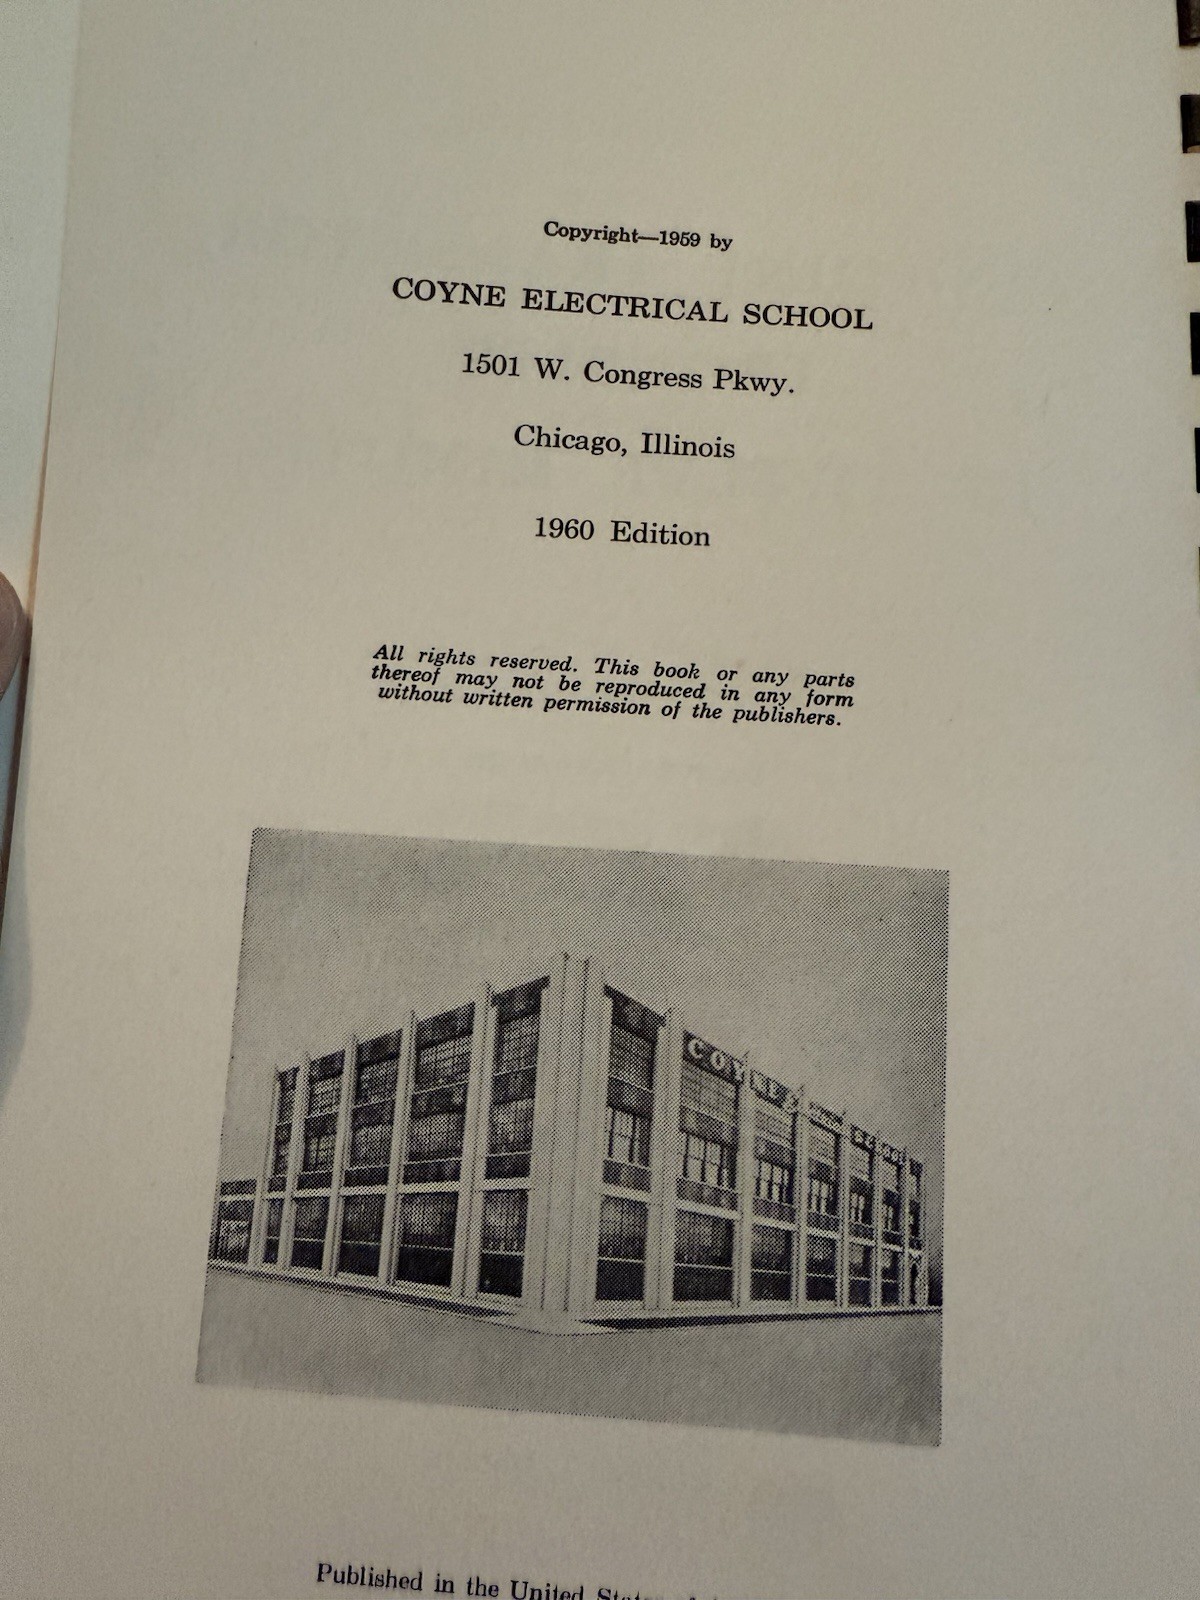 Copyright—1959 by
COYNE ELECTRICAL SCHOOL
1501 W. Congress Pkwy.
Chicago, Illinois
1960 Edition
All rights reserved. This book or any parts
thereof may not be reproduced in any form
without written permission of the publishers.
COYNE SCHOOL
Published in the United